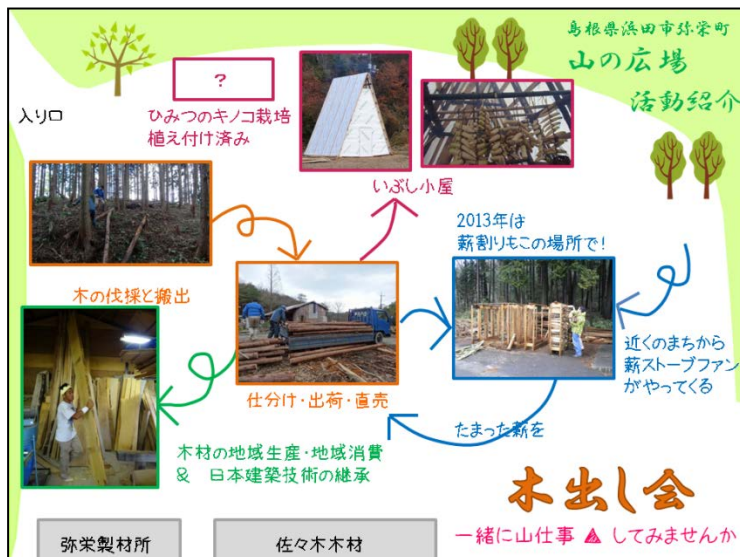 島根県浜田市弥栄町
山の広場
活動紹介
?
入り口
ひみつのキノコ栽培
植え付け済み
いぶし小屋
2013年は
薪割りもこの場所で!
木の伐採と搬出
近くのまちから
薪ストーブファン
がやってくる
仕分け・出荷・直売
たまった薪を
木材の地域生産・地域消費
& 日本建築技術の継承
木出し会
一緒に山仕事 してみませんか
弥栄製材所
佐々木木材